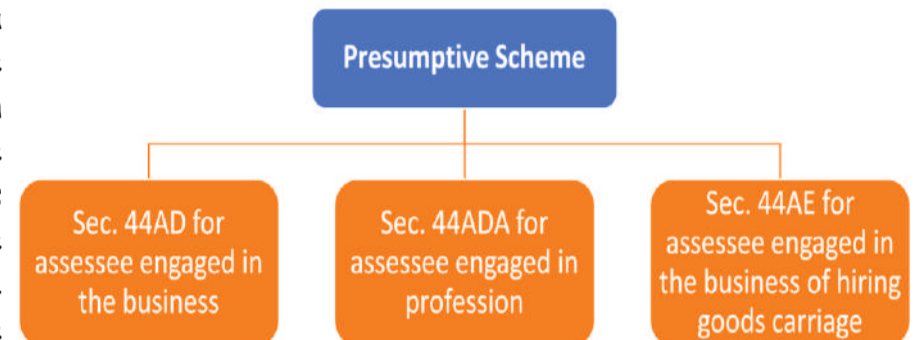 Presumptive Scheme
Sec. 44AD for
assessee engaged in
the business
Sec. 44ADA for
assessee engaged in
profession
Sec. 44AE for
assessee engaged in
the business of hiring
goods carriage